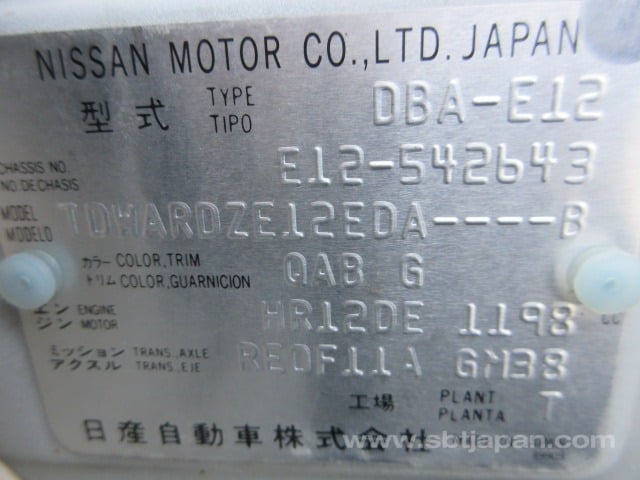 NISSAN MOTOR CO.,LTD. JAPAN
型式 TYPE TIPO DBA-E12
CHASSIS NO. NO.DE.CHASIS E12-542643
MODEL MODELO TDWARDZE12EDA----B
カラー COLOR,TRIM トリム COLOR,GUARNICION QAB G
エンジン ENGINE MOTOR HR12DE 1198 cc
ミッション TRANS.,AXLE アクスル TRANS.,EJE RE0F11A GM38
工場 PLANT PLANTA T
日産自動車株式会社
www.sbtjapan.com